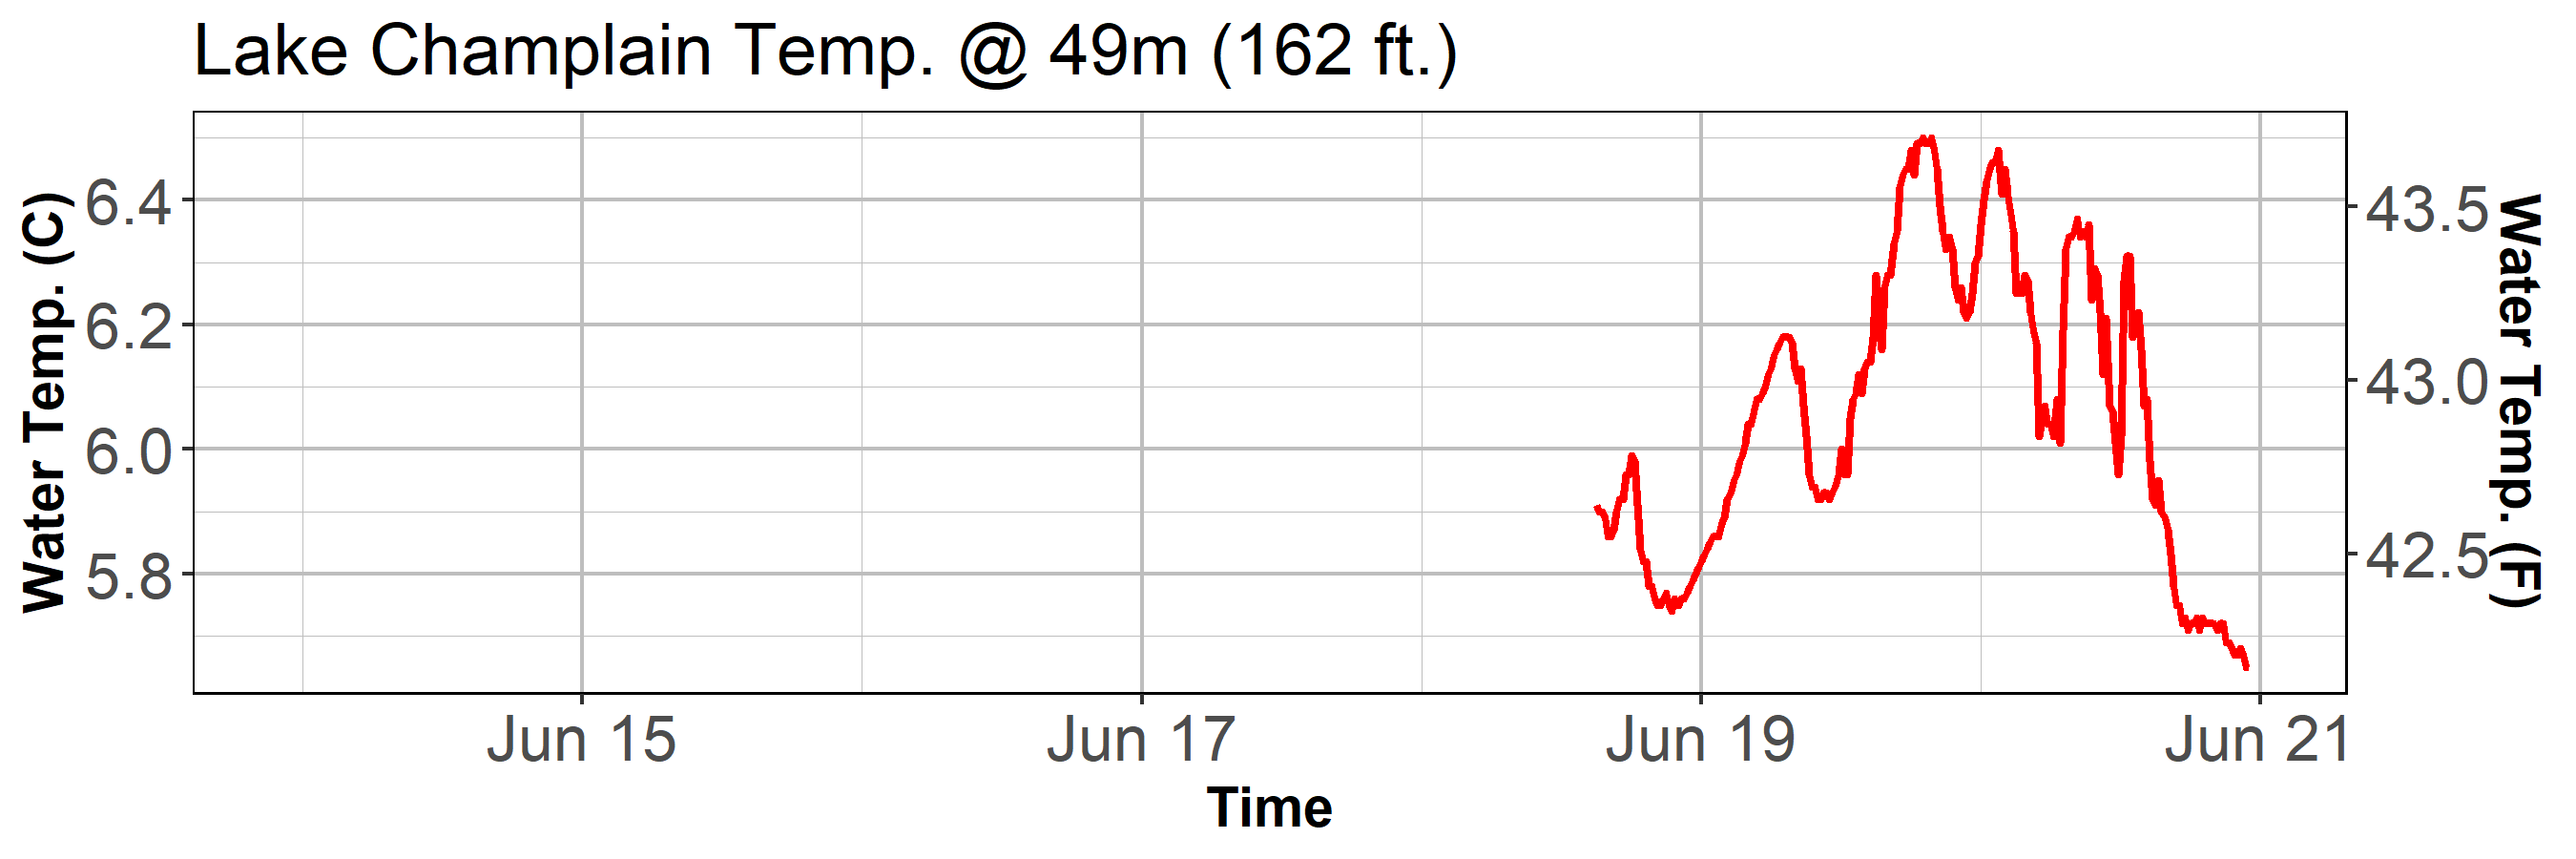 Lake Champlain Temp. @ 49m (162 ft.)
Water Temp. (C)
6.4
6.2
6.0
5.8
43.5
43.0
42.5
Water Temp. (F)
Jun 15 Jun 17 Jun 19 Jun 21
Time